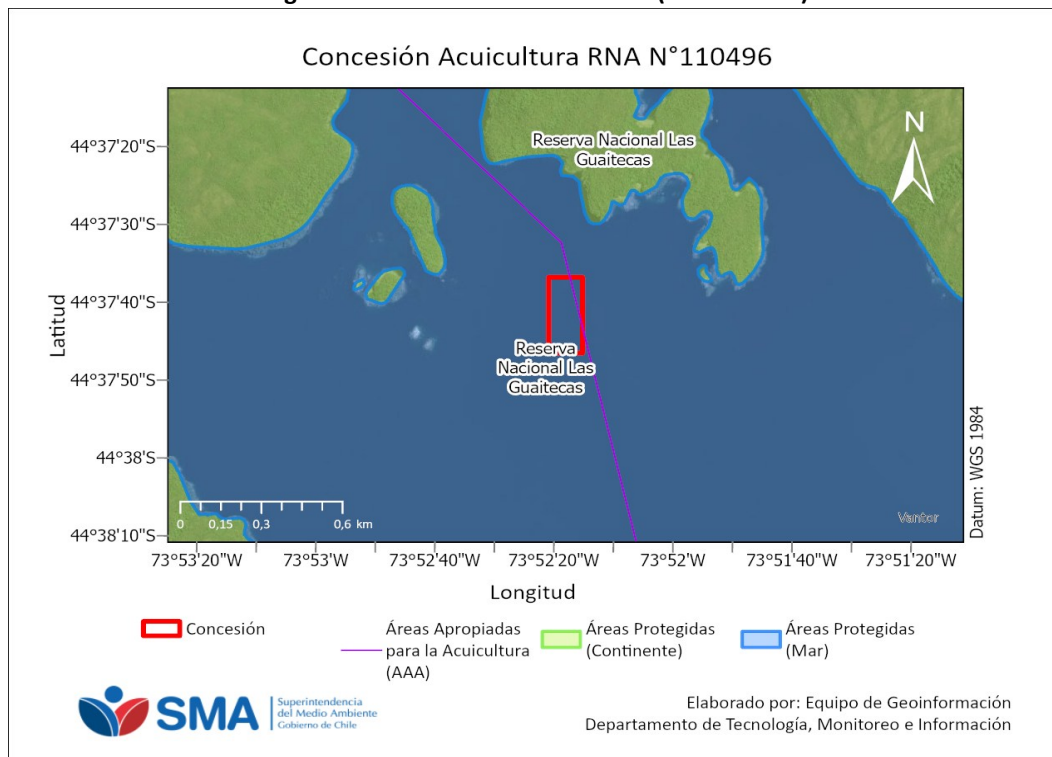 Concesión Acuicultura RNA N°110496
Reserva Nacional Las
Guaitecas
N
44°37'20"S
44°37'30"S
44°37'40"S
44°37'50"S
44°38'S
44°38'10"S
Latitud
Reserva
Nacional Las
Guaitecas
0 0,15 0,3 0,6 km
Vantor
Datum: WGS 1984
73°53'20"W 73°53'W 73°52'40"W 73°52'20"W 73°52'W 73°51'40"W 73°51'20"W
Longitud
Concesión
Áreas Apropiadas
para la Acuicultura
(AAA)
Áreas Protegidas
(Continente)
Áreas Protegidas
(Mar)
SMA
Superintendencia
del Medio Ambiente
Gobierno de Chile
Elaborado por: Equipo de Geoinformación
Departamento de Tecnología, Monitoreo e Información